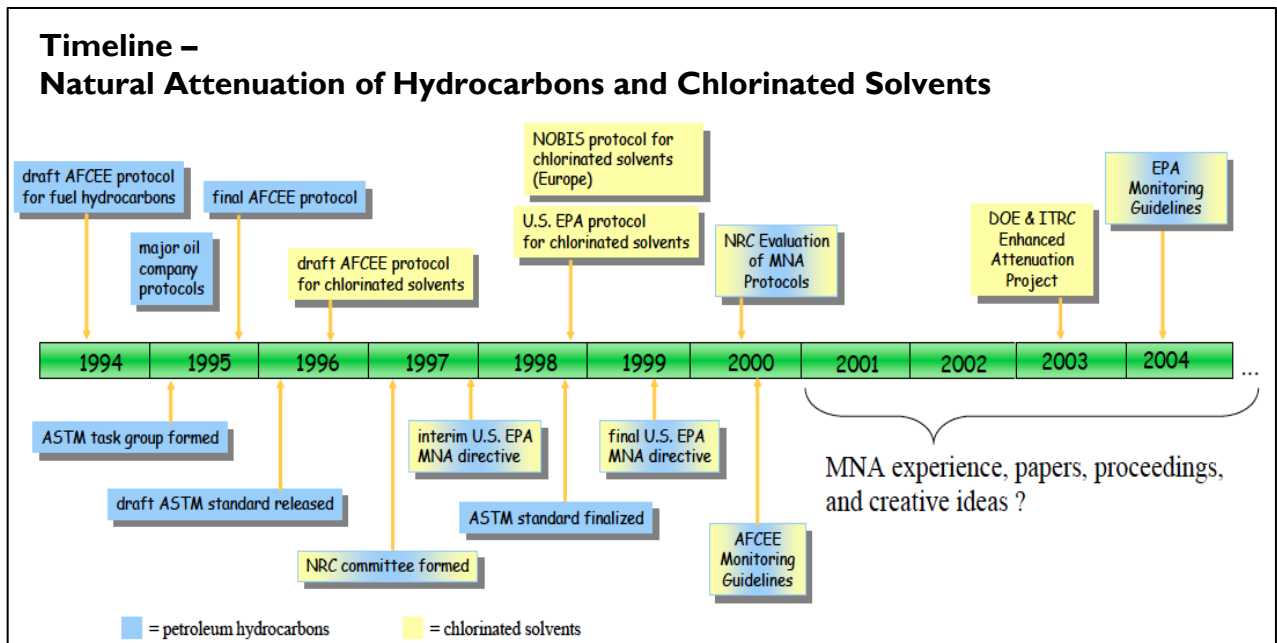 Timeline –
Natural Attenuation of Hydrocarbons and Chlorinated Solvents
draft AFCEE protocol
for fuel hydrocarbons
major oil
company
protocols
final AFCEE protocol
draft AFCEE protocol
for chlorinated solvents
NOBIS protocol for
chlorinated solvents
(Europe)
U.S. EPA protocol
for chlorinated solvents
NRC Evaluation
of MNA
Protocols
DOE & ITRC
Enhanced
Attenuation
Project
EPA
Monitoring
Guidelines
1994 1995 1996 1997 1998 1999 2000 2001 2002 2003 2004 ...
ASTM task group formed
draft ASTM standard released
NRC committee formed
interim U.S. EPA
MNA directive
ASTM standard finalized
final U.S. EPA
MNA directive
AFCEE
Monitoring
Guidelines
MNA experience, papers, proceedings,
and creative ideas ?
= petroleum hydrocarbons
= chlorinated solvents